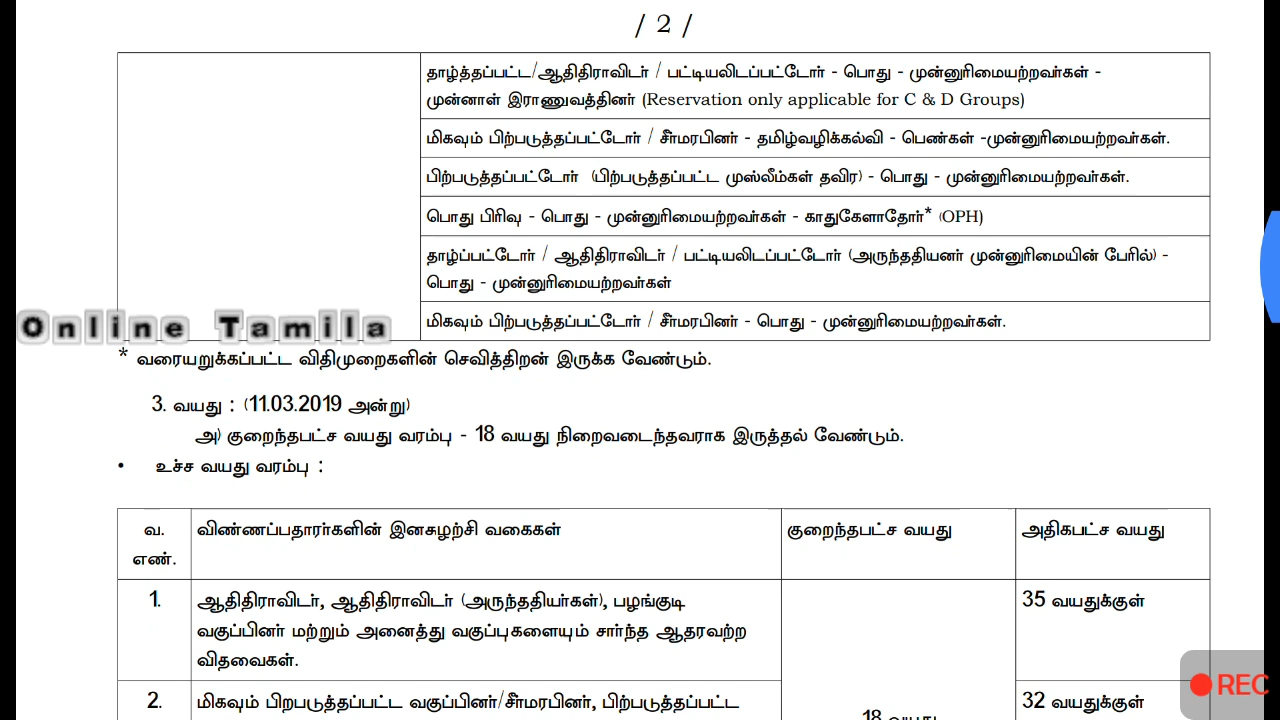 / 2 /
தாழ்த்தப்பட்ட/ஆதிதிராவிடர் / பட்டியலிடப்பட்டோர் - பொது - முன்னுரிமையற்றவர்கள் -
முன்னாள் இராணுவத்தினர் (Reservation only applicable for C & D Groups)
மிகவும் பிற்படுத்தப்பட்டோர் / சீர்மரபினர் - தமிழ்வழிக்கல்வி - பெண்கள் -முன்னுரிமையற்றவர்கள்.
பிற்படுத்தப்பட்டோர் (பிற்படுத்தப்பட்ட முஸ்லீம்கள் தவிர) - பொது - முன்னுரிமையற்றவர்கள்.
பொது பிரிவு - பொது - முன்னுரிமையற்றவர்கள் - காதுகேளாதோர்* (OPH)
தாழ்ப்பட்டோர் / ஆதிதிராவிடர் / பட்டியலிடப்பட்டோர் (அருந்ததியனர் முன்னுரிமையின் பேரில்) -
பொது - முன்னுரிமையற்றவர்கள்
Online Tamila
மிகவும் பிற்படுத்தப்பட்டோர் / சீர்மரபினர் - பொது - முன்னுரிமையற்றவர்கள்.
* வரையறுக்கப்பட்ட விதிமுறைகளின் செவித்திறன் இருக்க வேண்டும்.
3. வயது : (11.03.2019 அன்று)
அ) குறைந்தபட்ச வயது வரம்பு - 18 வயது நிறைவடைந்தவராக இருத்தல் வேண்டும்.
• உச்ச வயது வரம்பு :
வ. எண்.
விண்ணப்பதாரர்களின் இனசுழற்சி வகைகள்
குறைந்தபட்ச வயது
அதிகபட்ச வயது
1.
ஆதிதிராவிடர், ஆதிதிராவிடர் (அருந்ததியர்கள்), பழங்குடி
வகுப்பினர் மற்றும் அனைத்து வகுப்புகளையும் சார்ந்த ஆதரவற்ற
விதவைகள்.
35 வயதுக்குள்
2.
மிகவும் பிறபடுத்தப்பட்ட வகுப்பினர்/சீர்மரபினர், பிற்படுத்தப்பட்ட
18 வயது
32 வயதுக்குள்
REC